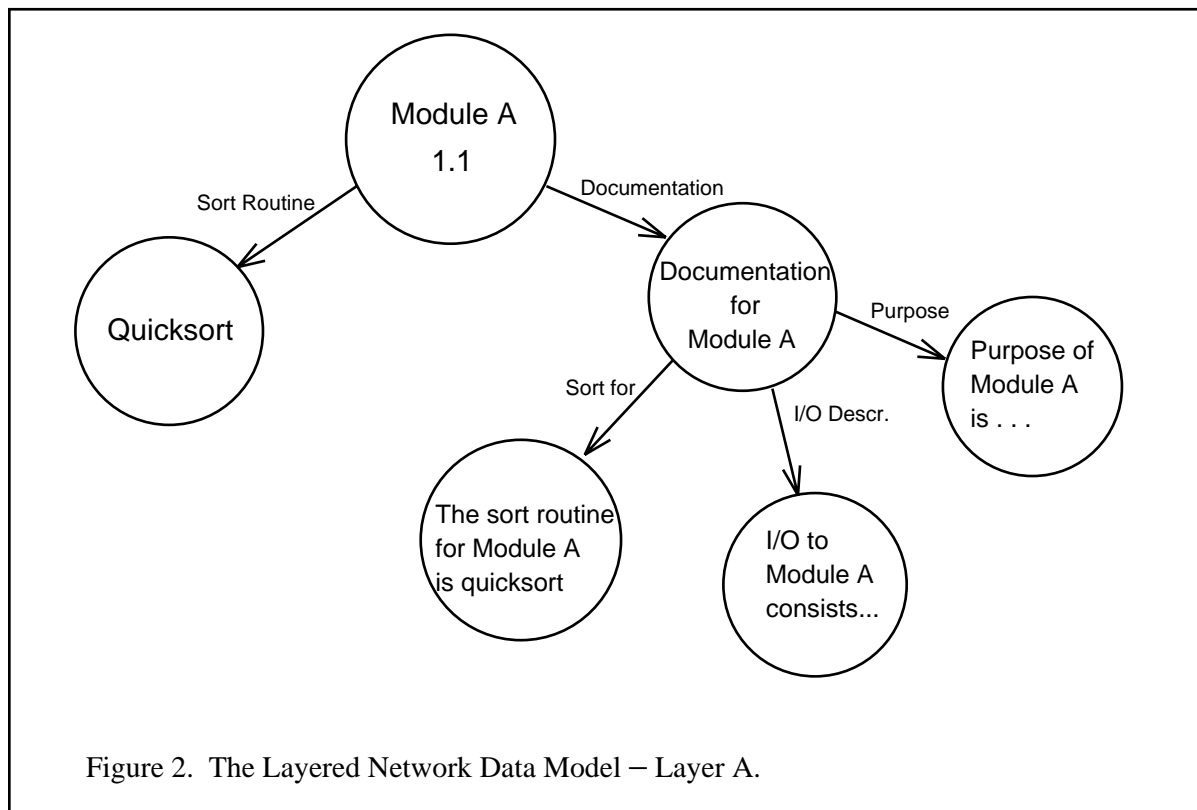 Module A
1.1
Sort Routine
Documentation
Quicksort
Documentation
for
Module A
Purpose
Purpose of
Module A
is . . .
Sort for
I/O Descr.
The sort routine
for Module A
is quicksort
I/O to
Module A
consists...
Figure 2. The Layered Network Data Model – Layer A.